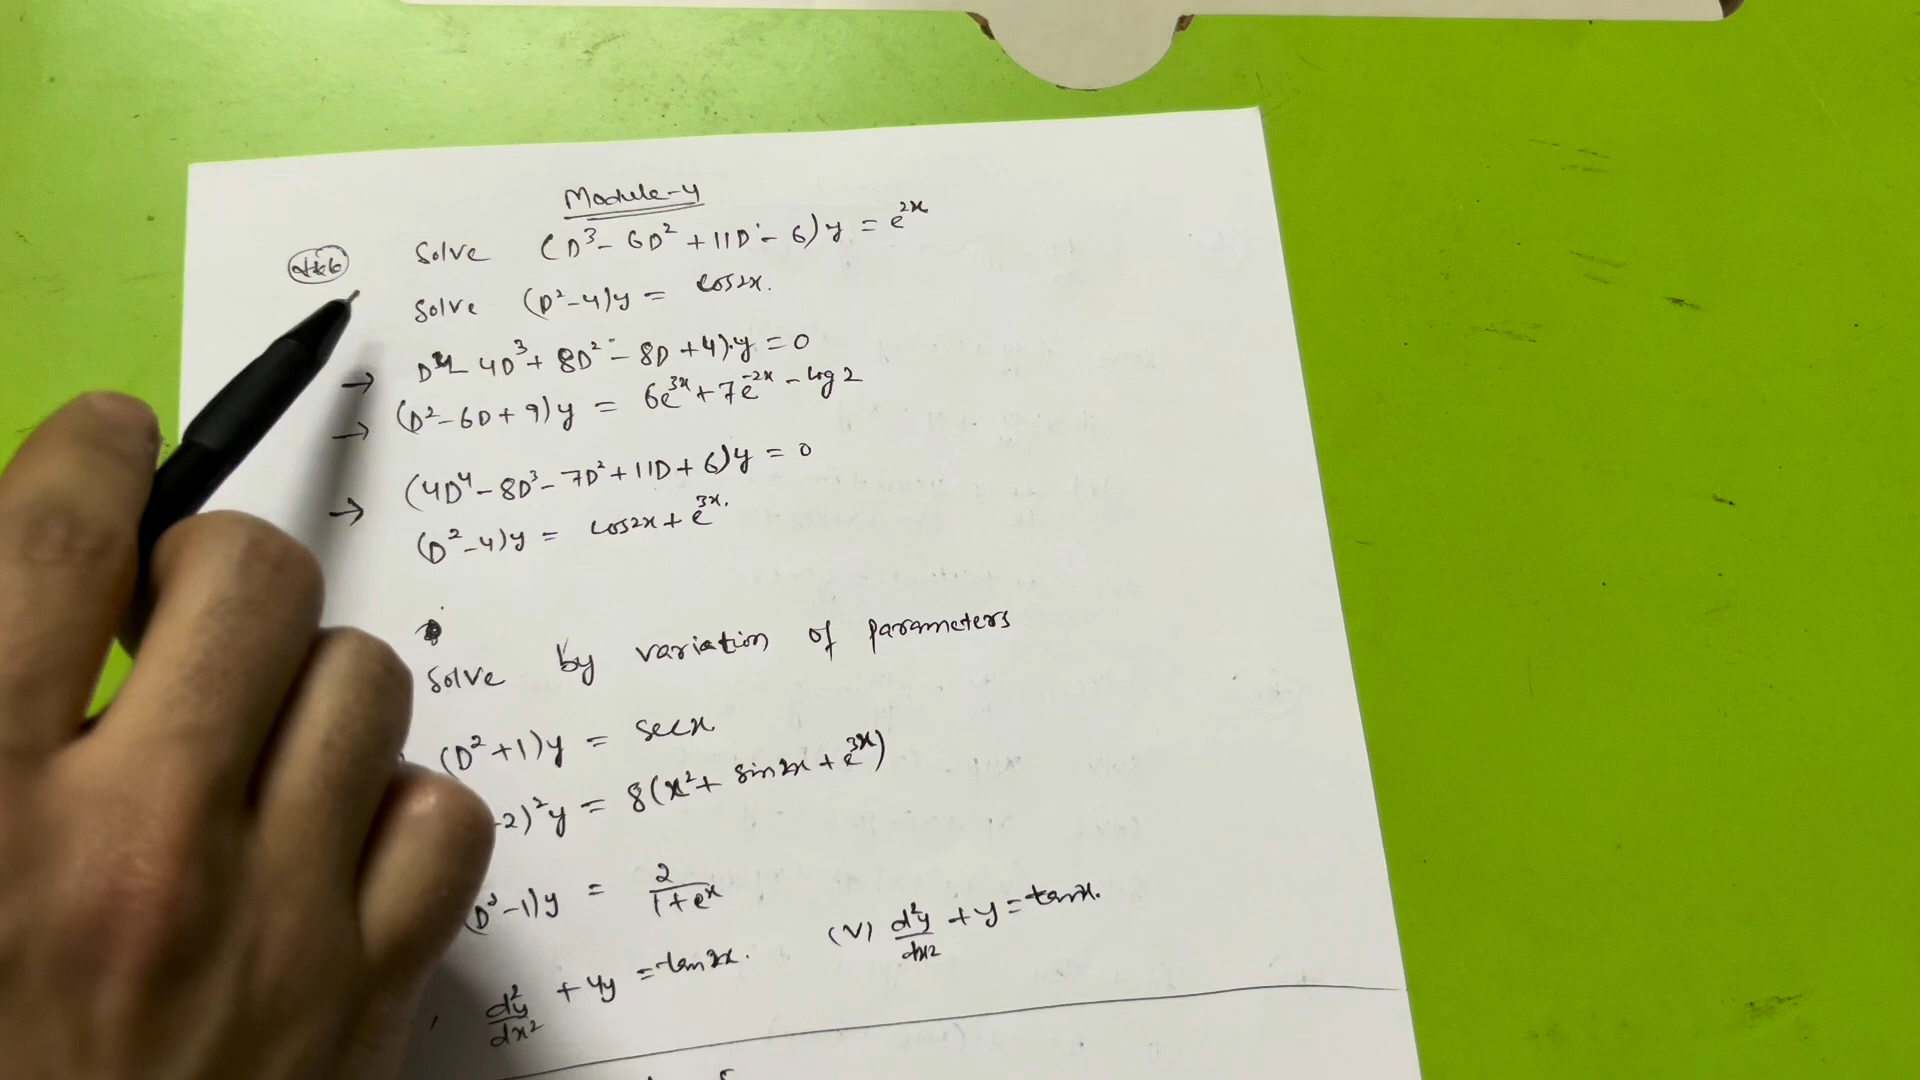 Module-4
Solve (D³ - 6D² + 11D - 6)y = e^{2x}
Solve (D² - 4)y = cos2x.
→ D⁴ - 4D³ + 8D² - 8D + 4).y = 0
→ (D² - 6D + 9)y = 6e^{3x} + 7e^{-2x} - log 2
(4D⁴ - 8D³ - 7D² + 11D + 6)y = 0
→ (D² - 4)y = cos2x + e^{3x}.
Solve by variation of parameters
(D² + 1)y = secx
-2)²y = 8(x² + sin2x + e^{3x})
-1)y = 2/(1+e^x)
d²y/dx² + 4y = tan2x. (V) d²y/dx² + y = tanx.